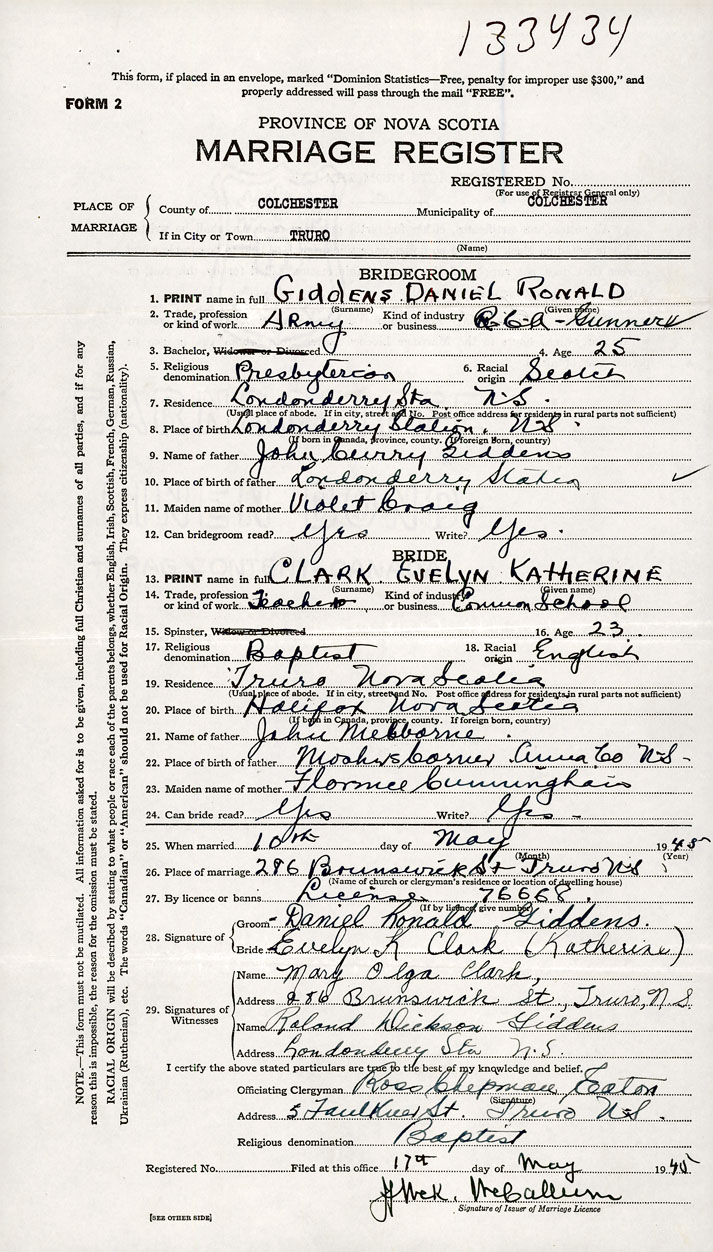 133434
This form, if placed in an envelope, marked "Dominion Statistics—Free, penalty for improper use $300," and
properly addressed will pass through the mail "FREE".
FORM 2
PROVINCE OF NOVA SCOTIA
MARRIAGE REGISTER
REGISTERED No.
(For use of Registrar General only)
PLACE OF MARRIAGE
County of COLCHESTER Municipality of COLCHESTER
If in City or Town TRURO
(Name)
BRIDEGROOM
1. PRINT name in full GIDDENS DANIEL RONALD
(Surname) (Given name)
2. Trade, profession or kind of work Army Kind of industry or business R.C.A - Gunner
3. Bachelor, Widower or Divorced 4. Age 25
5. Religious denomination Presbyterian 6. Racial origin Scotch
7. Residence Londonderry Sta. N.S.
(Usual place of abode. If in city, street and No. Post office address for residents in rural parts not sufficient)
8. Place of birth Londonderry Station. N.S.
(If born in Canada, province, county. If foreign born, country)
9. Name of father John Curry Giddens
10. Place of birth of father Londonderry Station
11. Maiden name of mother Violet Craig
12. Can bridegroom read? Yes Write? Yes.
BRIDE
13. PRINT name in full CLARK EVELYN KATHERINE
(Surname) (Given name)
14. Trade, profession or kind of work Teacher Kind of industry or business Common School
15. Spinster, Widow or Divorced 16. Age 23
17. Religious denomination Baptist 18. Racial origin English
19. Residence Truro Nova Scotia
(Usual place of abode. If in city, street and No. Post office address for residents in rural parts not sufficient)
20. Place of birth Halifax Nova Scotia
(If born in Canada, province, county. If foreign born, country)
21. Name of father John Melborne
22. Place of birth of father Corner Anna Co N-S-
23. Maiden name of mother Florence Cunningham
24. Can bride read? Yes Write? Yes -
25. When married 10th day of May 1945
(Month) (Year)
26. Place of marriage 286 Brunswick St - Truro N S
(Name of church or clergyman's residence or location of dwelling house)
27. By licence or banns License 76668.
(If by licence, give number)
28. Signature of
Groom - Daniel Ronald Giddens.
Bride Evelyn K Clark (Katherine)
29. Signatures of Witnesses
Name Mary Olga Clark,
Address 286 Brunswick St., Truro, N.S.
Name Roland Dickson Giddens
Address Londonderry Sta N.S.
I certify the above stated particulars are true to the best of my knowledge and belief.
Officiating Clergyman Ross Chepman Eaton
(Signature)
Address 5 Faulkner St. Truro N.S.
Religious denomination Baptist
Registered No. Filed at this office 17th day of May 1945
McCallum
Signature of Issuer of Marriage Licence
[SEE OTHER SIDE]
NOTE.—This form must not be mutilated. All information asked for is to be given, including full Christian and surnames of all parties, and if for any
reason this is impossible, the reason for the omission must be stated.
RACIAL ORIGIN will be described by stating to what people or race each of the parents belongs, whether English, Irish, Scottish, French, German, Russian,
Ukrainian (Ruthenian), etc. The words "Canadian" or "American" should not be used for Racial Origin. They express citizenship (nationality).